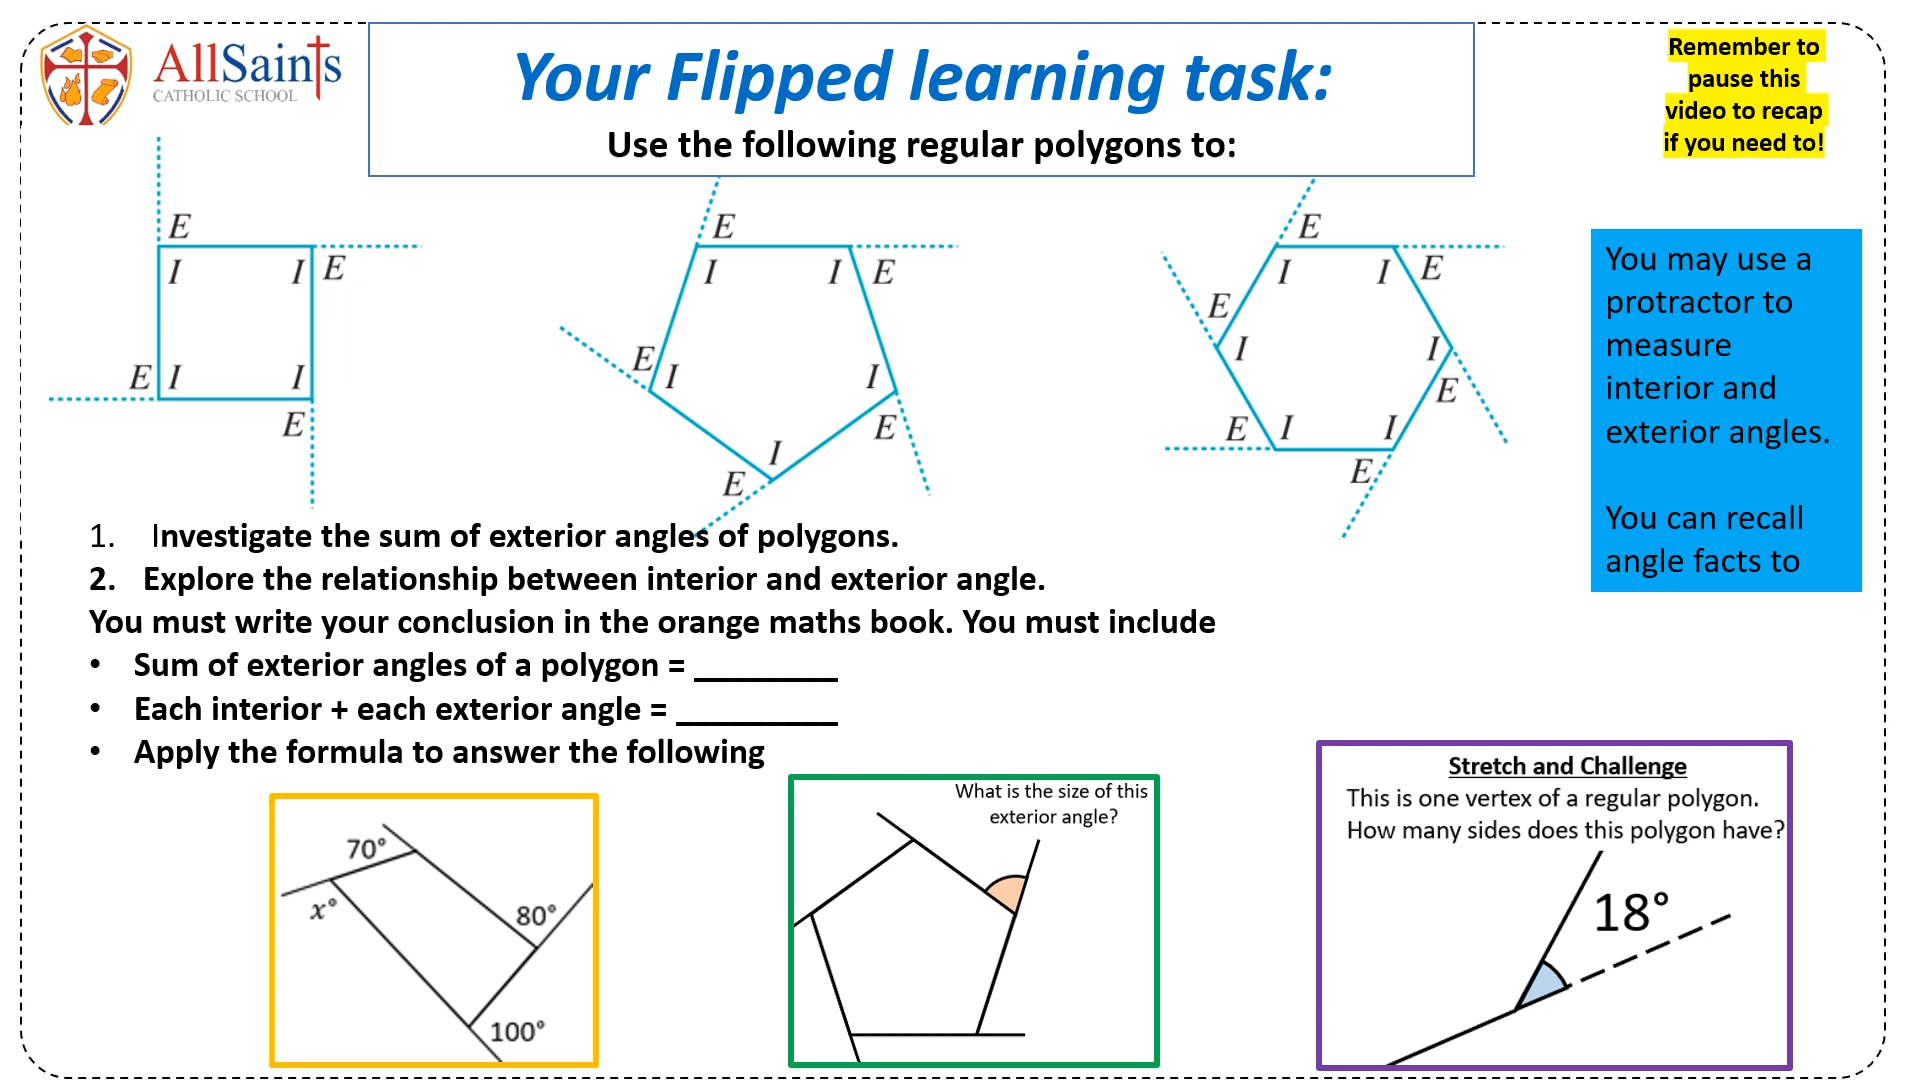 AllSaints
CATHOLIC SCHOOL
Your Flipped learning task:
Use the following regular polygons to:
Remember to
pause this
video to recap
if you need to!
E
I I E
E I I
E
E
I I E
E I I
E
I
E
E
I I E
E
I I
E
E I I
E
You may use a
protractor to
measure
interior and
exterior angles.
You can recall
angle facts to
1. Investigate the sum of exterior angles of polygons.
2. Explore the relationship between interior and exterior angle.
You must write your conclusion in the orange maths book. You must include
• Sum of exterior angles of a polygon = ________
• Each interior + each exterior angle = _________
• Apply the formula to answer the following
70°
x°
80°
100°
What is the size of this
exterior angle?
Stretch and Challenge
This is one vertex of a regular polygon.
How many sides does this polygon have?
18°